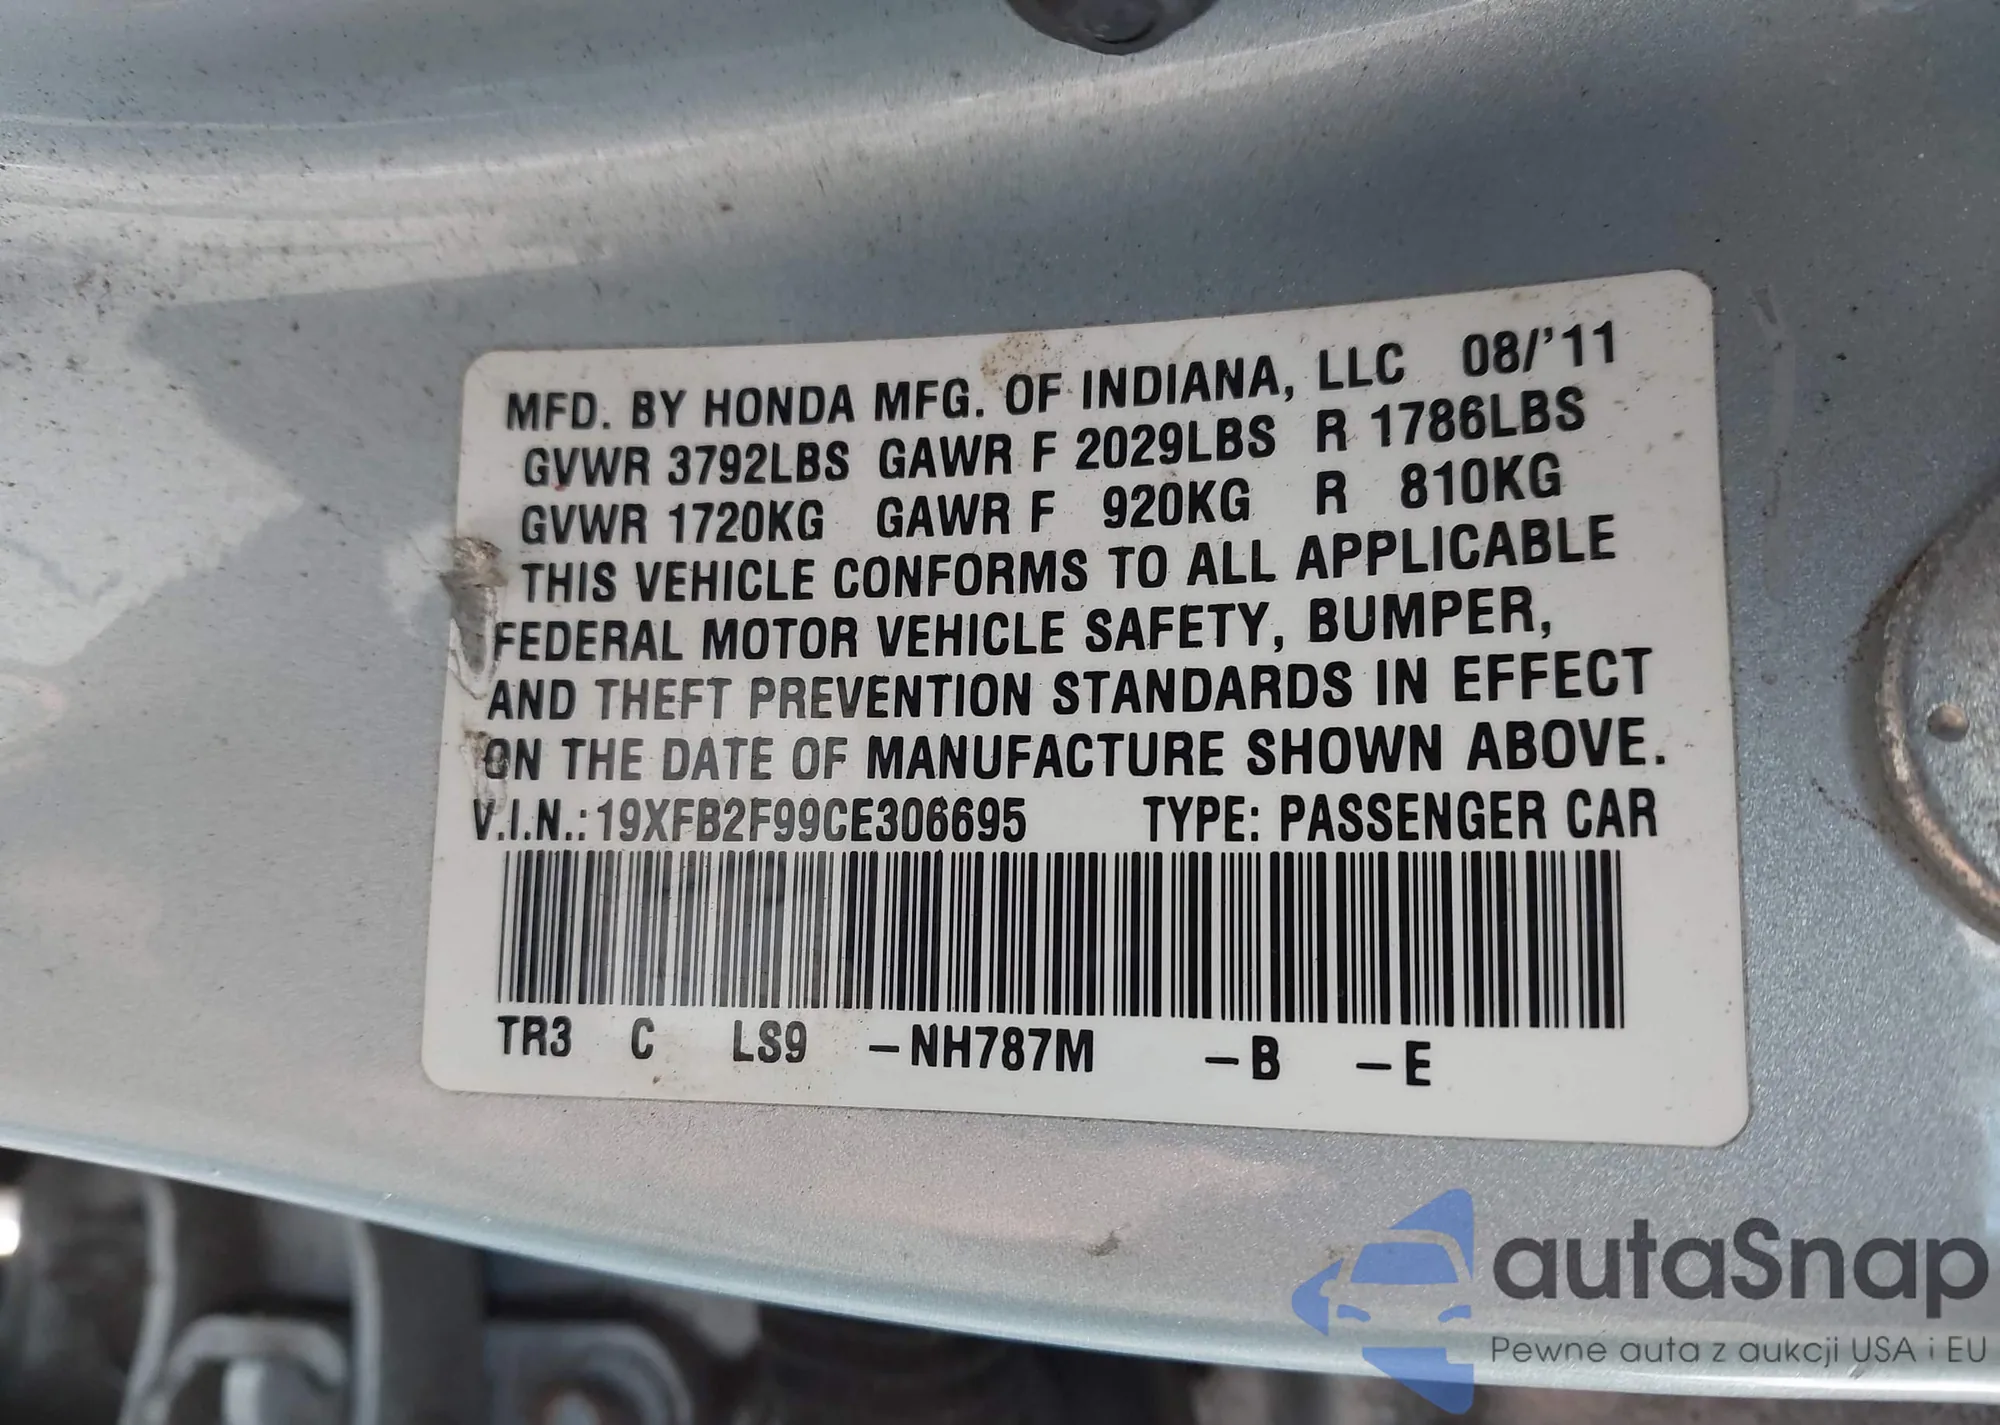 MFD. BY HONDA MFG. OF INDIANA, LLC 08/'11
GVWR 3792LBS GAWR F 2029LBS R 1786LBS
GVWR 1720KG GAWR F 920KG R 810KG
THIS VEHICLE CONFORMS TO ALL APPLICABLE
FEDERAL MOTOR VEHICLE SAFETY, BUMPER,
AND THEFT PREVENTION STANDARDS IN EFFECT
ON THE DATE OF MANUFACTURE SHOWN ABOVE.
V.I.N.: 19XFB2F99CE306695 TYPE: PASSENGER CAR
TR3 C LS9 –NH787M –B –E
autaSnap
Pewne auta z aukcji USA i EU